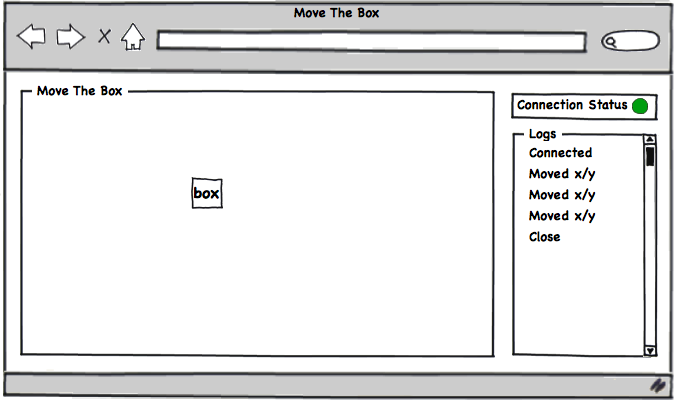 Move The Box
Move The Box
box
Connection Status
Logs
Connected
Moved x/y
Moved x/y
Moved x/y
Close